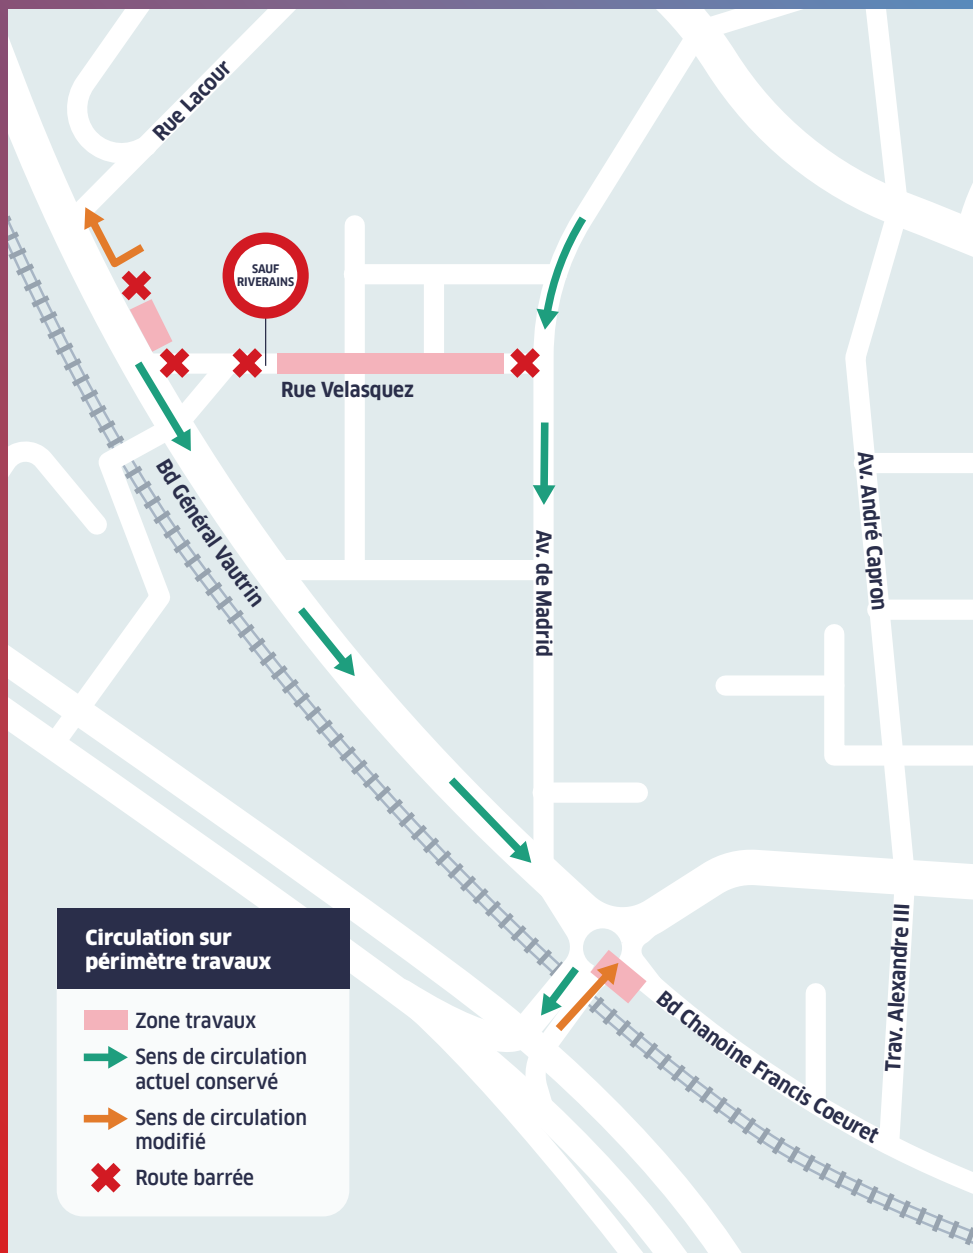 Rue Lacour
SAUF
RIVERAINS
Rue Velasquez
Bd Général Vautrin
Av. de Madrid
Av. André Capron
Trav. Alexandre III
Bd Chanoine Francis Coeuret
Circulation sur
périmètre travaux
Zone travaux
Sens de circulation
actuel conservé
Sens de circulation
modifié
Route barrée